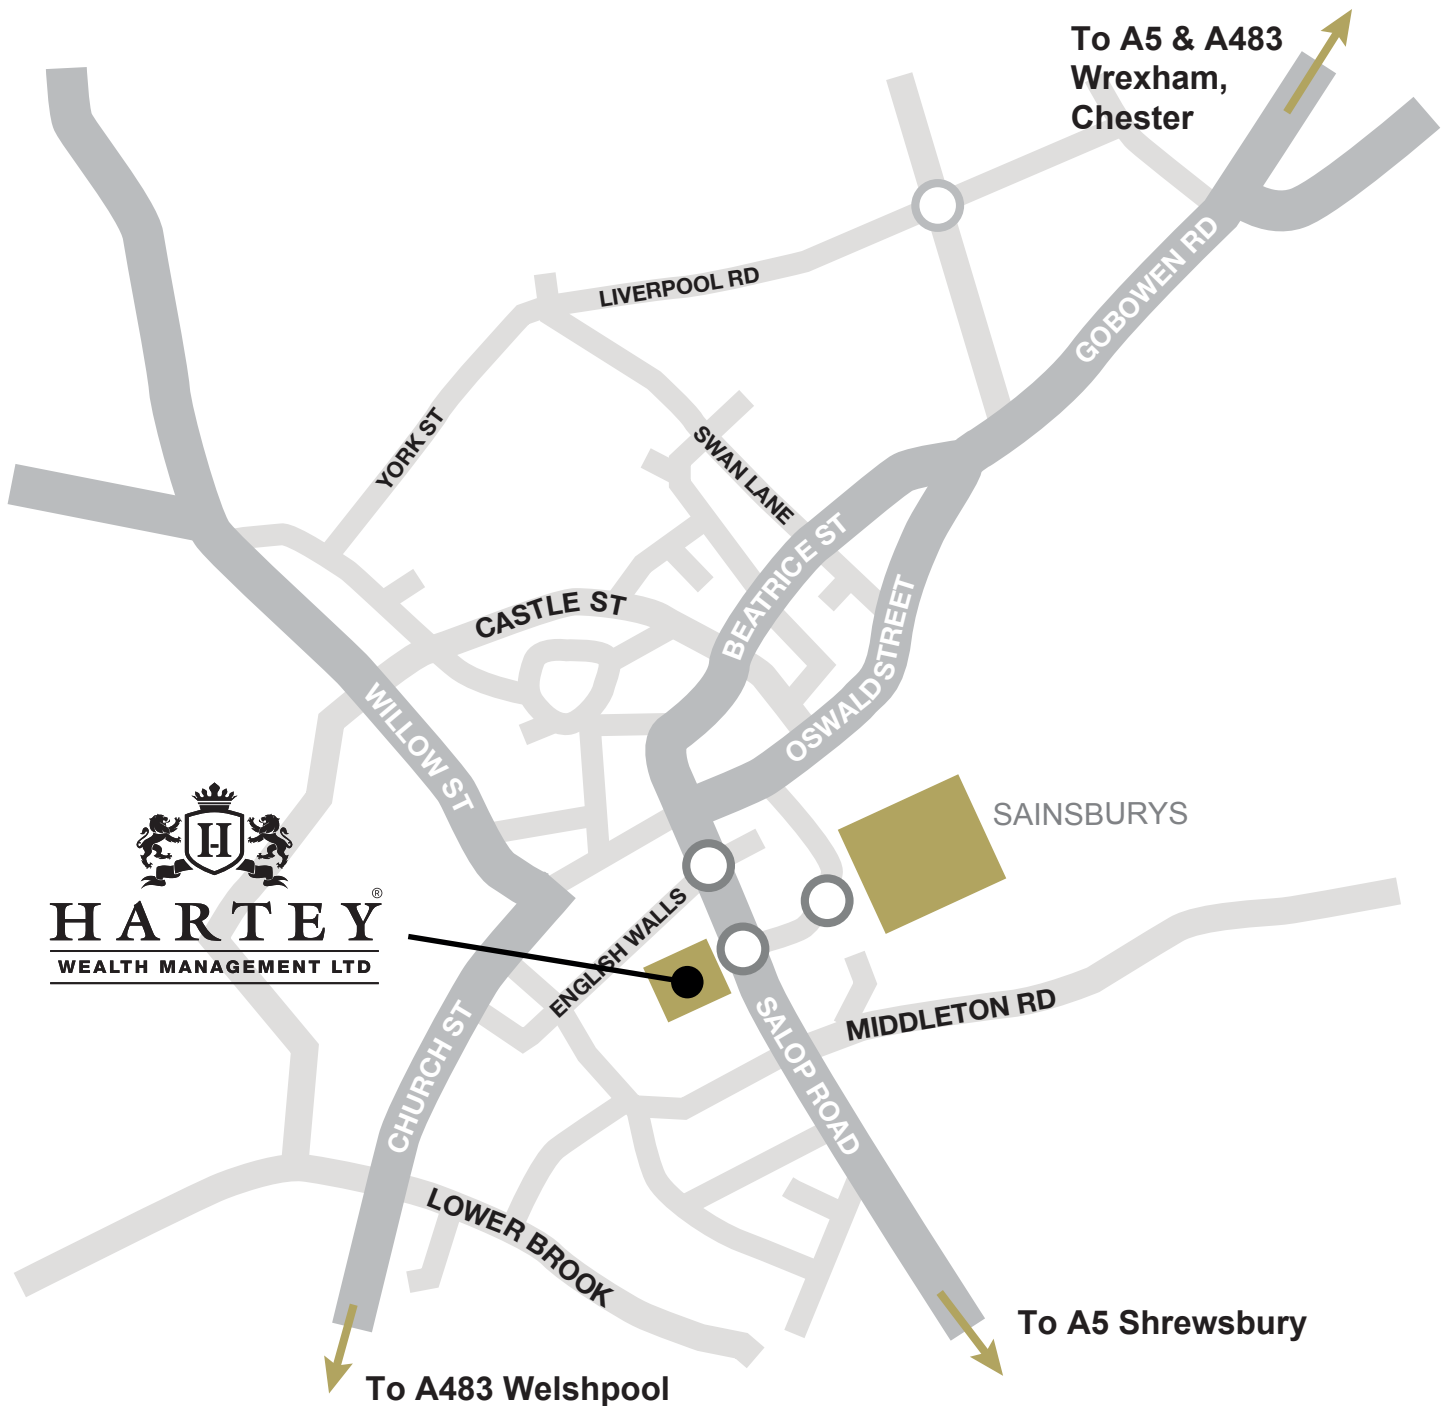 To A5 & A483
Wrexham,
Chester
GOBOWEN RD
LIVERPOOL RD
YORK ST
SWAN LANE
BEATRICE ST
CASTLE ST
OSWALD STREET
WILLOW ST
SAINSBURYS
H
HARTEY®
WEALTH MANAGEMENT LTD
ENGLISH WALLS
SALOP ROAD
MIDDLETON RD
CHURCH ST
LOWER BROOK
To A5 Shrewsbury
To A483 Welshpool